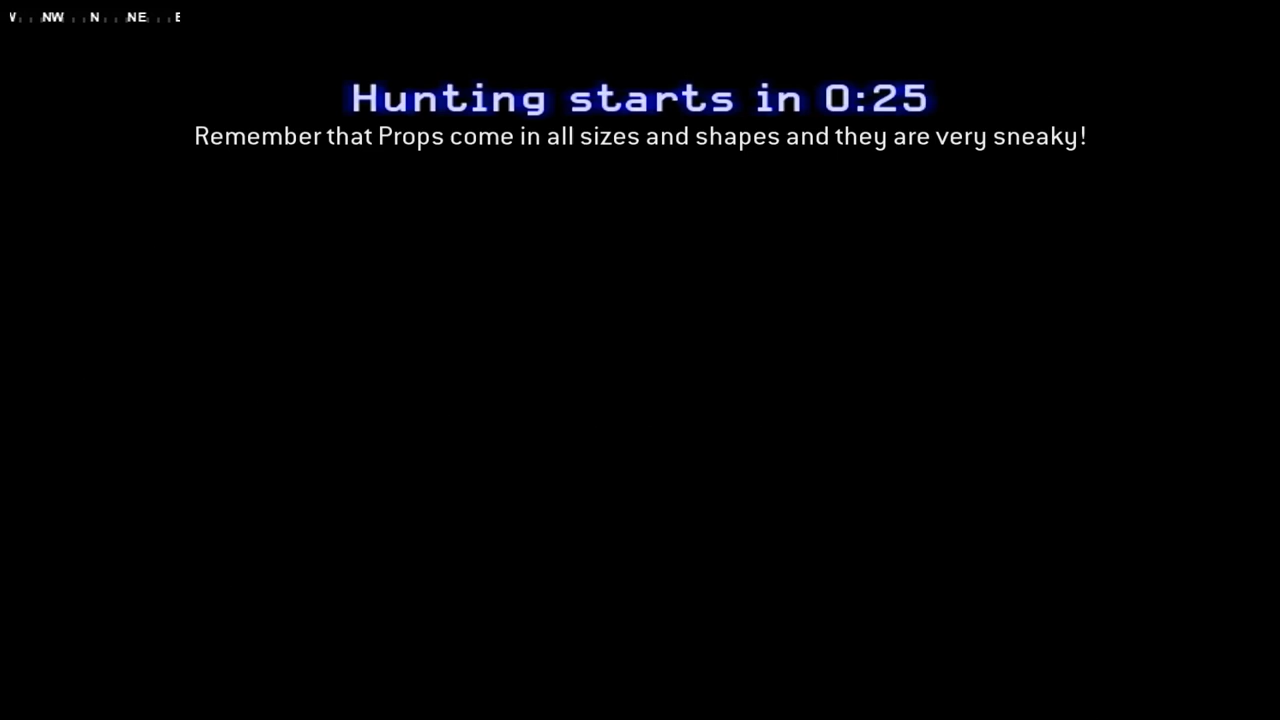 NW N NE E
Hunting starts in 0:25
Remember that Props come in all sizes and shapes and they are very sneaky!